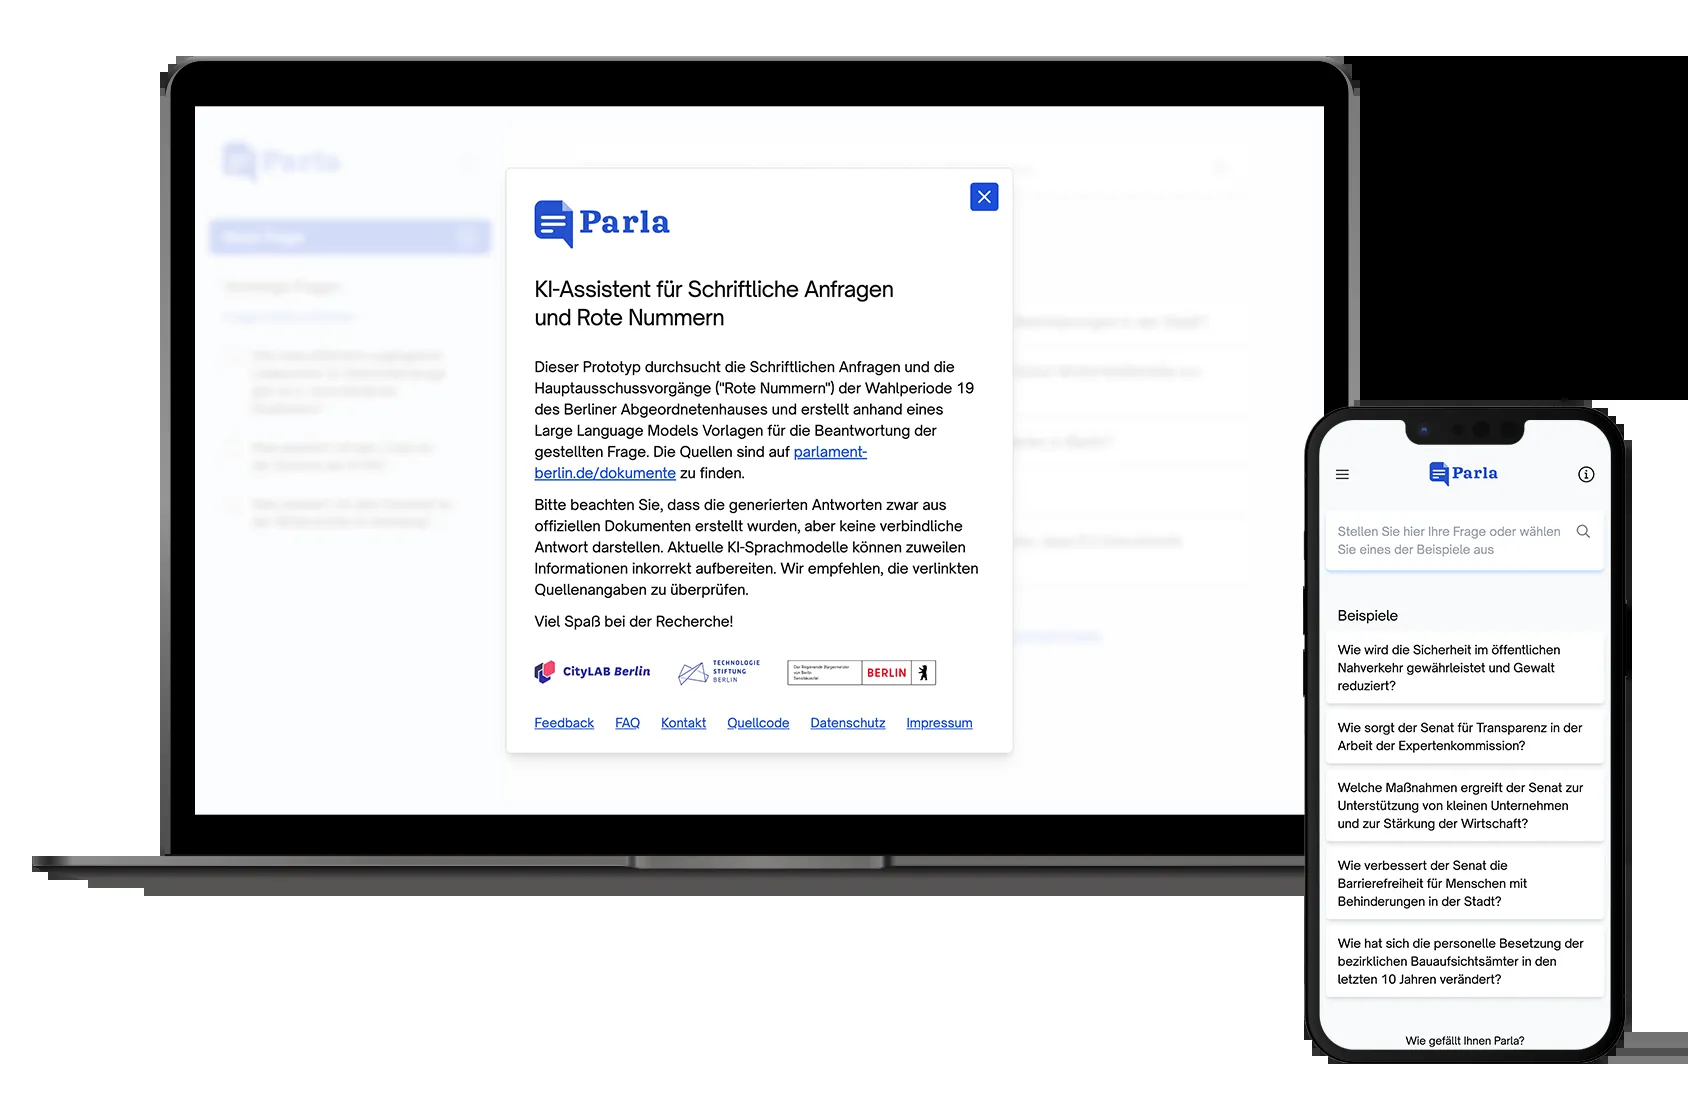 Parla
KI-Assistent für Schriftliche Anfragen
und Rote Nummern
Dieser Prototyp durchsucht die Schriftlichen Anfragen und die
Hauptausschussvorgänge ("Rote Nummern") der Wahlperiode 19
des Berliner Abgeordnetenhauses und erstellt anhand eines
Large Language Models Vorlagen für die Beantwortung der
gestellten Frage. Die Quellen sind auf parlament-
berlin.de/dokumente zu finden.
Bitte beachten Sie, dass die generierten Antworten zwar aus
offiziellen Dokumenten erstellt wurden, aber keine verbindliche
Antwort darstellen. Aktuelle KI-Sprachmodelle können zuweilen
Informationen inkorrekt aufbereiten. Wir empfehlen, die verlinkten
Quellenangaben zu überprüfen.
Viel Spaß bei der Recherche!
CityLAB Berlin
TECHNOLOGIE
STIFTUNG
BERLIN
Der Regierende Bürgermeister
von Berlin
Senatskanzlei
BERLIN
Feedback FAQ Kontakt Quellcode Datenschutz Impressum
Parla
Stellen Sie hier Ihre Frage oder wählen
Sie eines der Beispiele aus
Beispiele
Wie wird die Sicherheit im öffentlichen
Nahverkehr gewährleistet und Gewalt
reduziert?
Wie sorgt der Senat für Transparenz in der
Arbeit der Expertenkommission?
Welche Maßnahmen ergreift der Senat zur
Unterstützung von kleinen Unternehmen
und zur Stärkung der Wirtschaft?
Wie verbessert der Senat die
Barrierefreiheit für Menschen mit
Behinderungen in der Stadt?
Wie hat sich die personelle Besetzung der
bezirklichen Bauaufsichtsämter in den
letzten 10 Jahren verändert?
Wie gefällt Ihnen Parla?